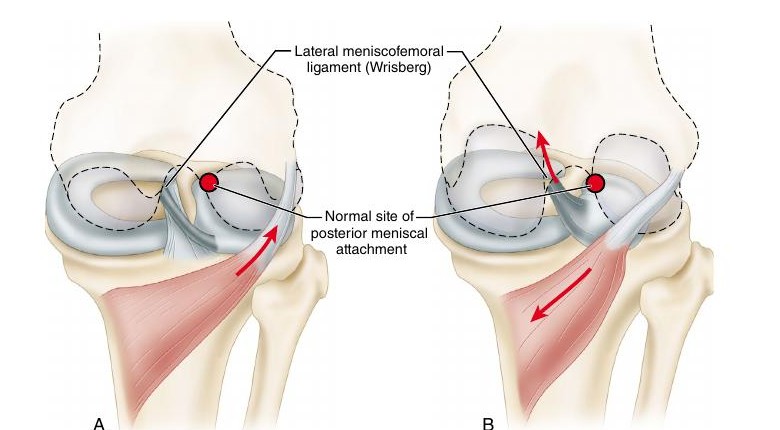 Lateral meniscofemoral
ligament (Wrisberg)
Normal site of
posterior meniscal
attachment
A
B